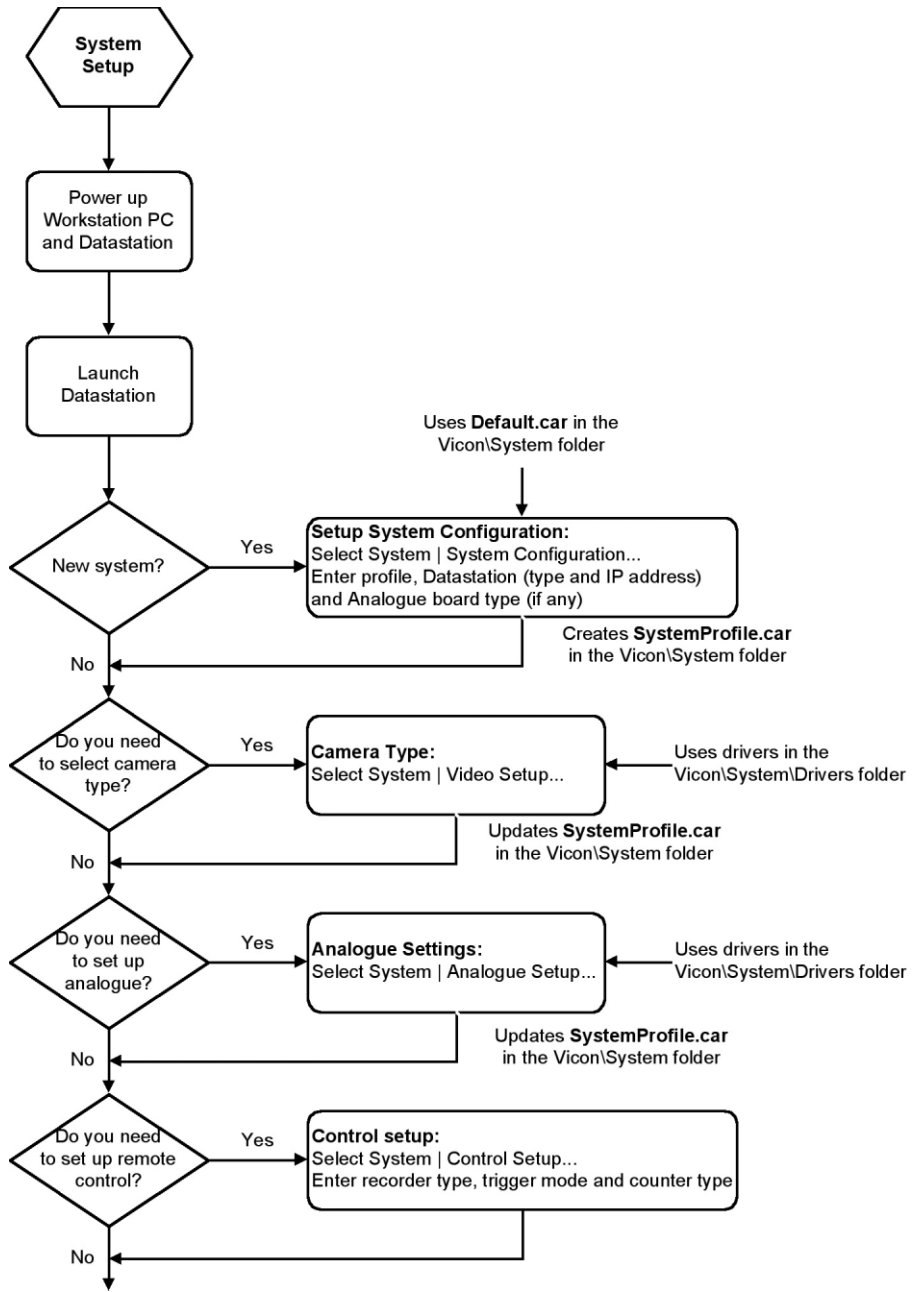 System
Setup
Power up
Workstation PC
and Datastation
Launch
Datastation
Uses Default.car in the
Vicon\System folder
New system?
Yes
Setup System Configuration:
Select System | System Configuration...
Enter profile, Datastation (type and IP address)
and Analogue board type (if any)
Creates SystemProfile.car
in the Vicon\System folder
No
Do you need
to select camera
type?
Yes
Camera Type:
Select System | Video Setup...
Uses drivers in the
Vicon\System\Drivers folder
Updates SystemProfile.car
in the Vicon\System folder
No
Do you need
to set up
analogue?
Yes
Analogue Settings:
Select System | Analogue Setup...
Uses drivers in the
Vicon\System\Drivers folder
Updates SystemProfile.car
in the Vicon\System folder
No
Do you need
to set up remote
control?
Yes
Control setup:
Select System | Control Setup...
Enter recorder type, trigger mode and counter type
No